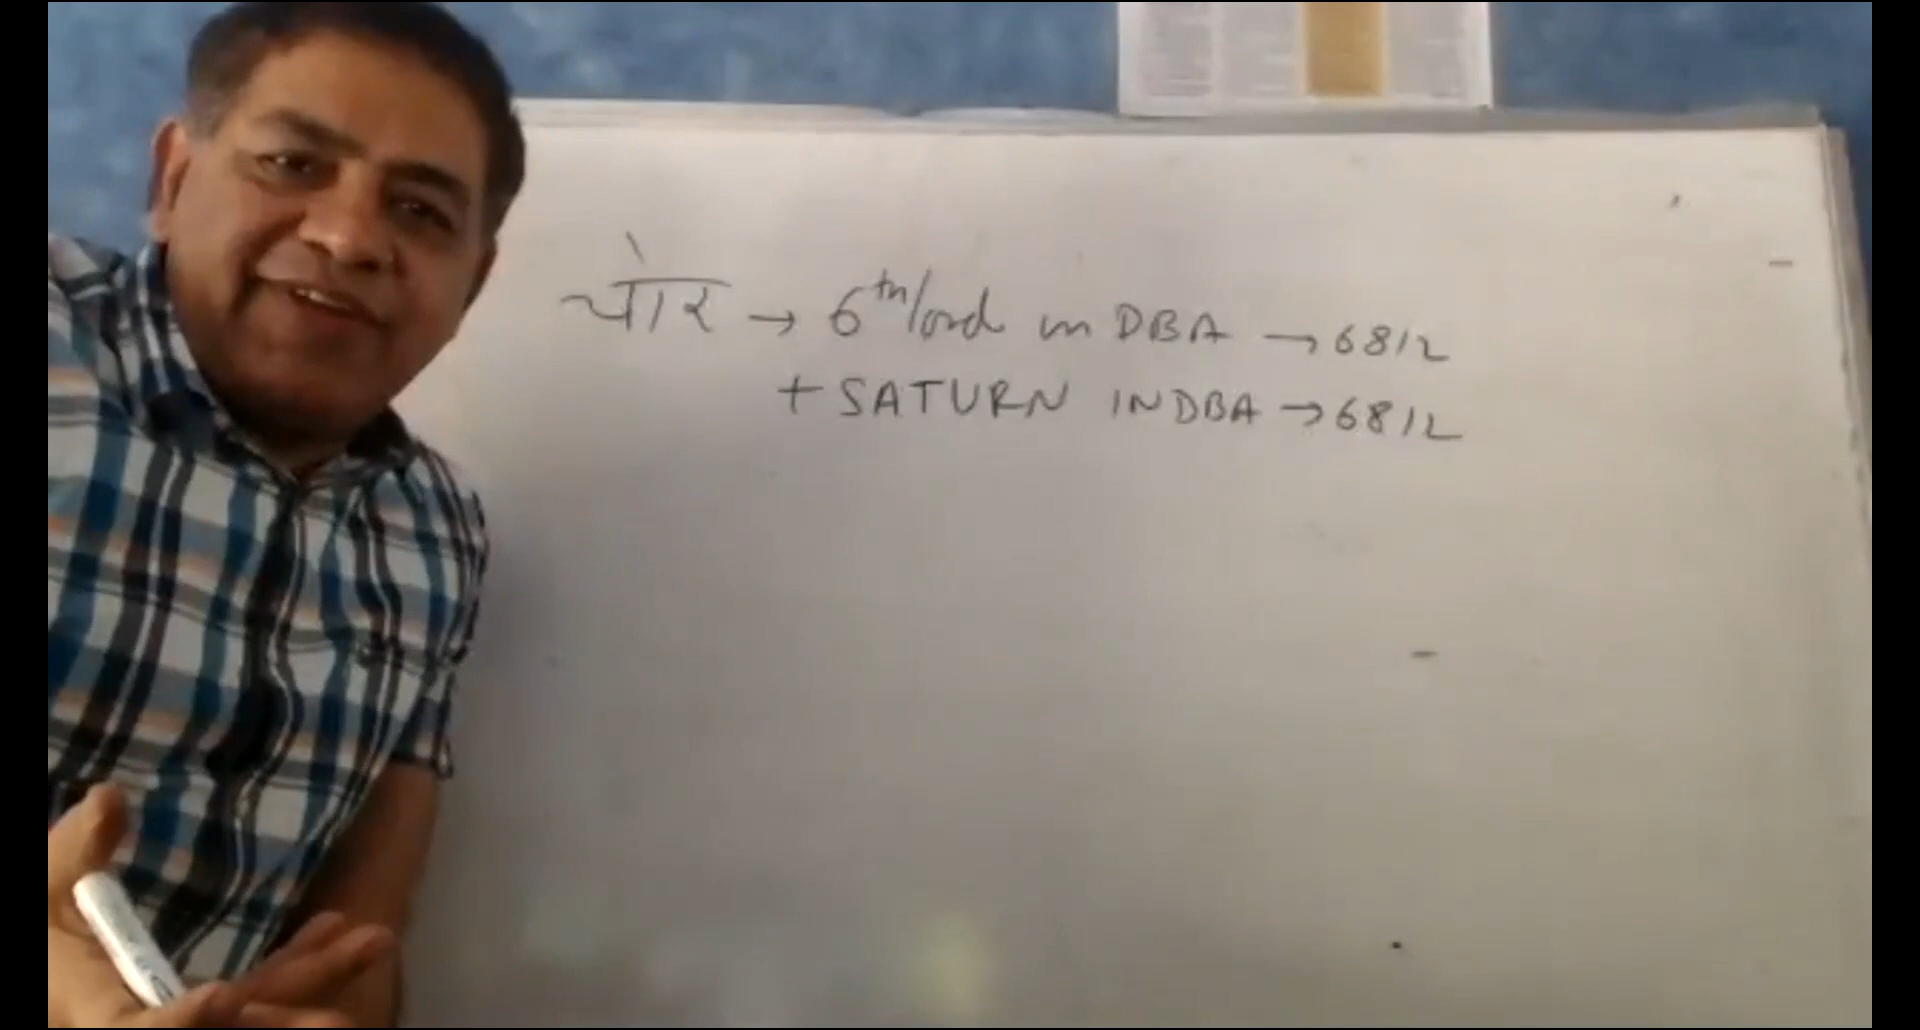 चोर → 6th lord in DBA → 6812
+ SATURN IN DBA → 6812